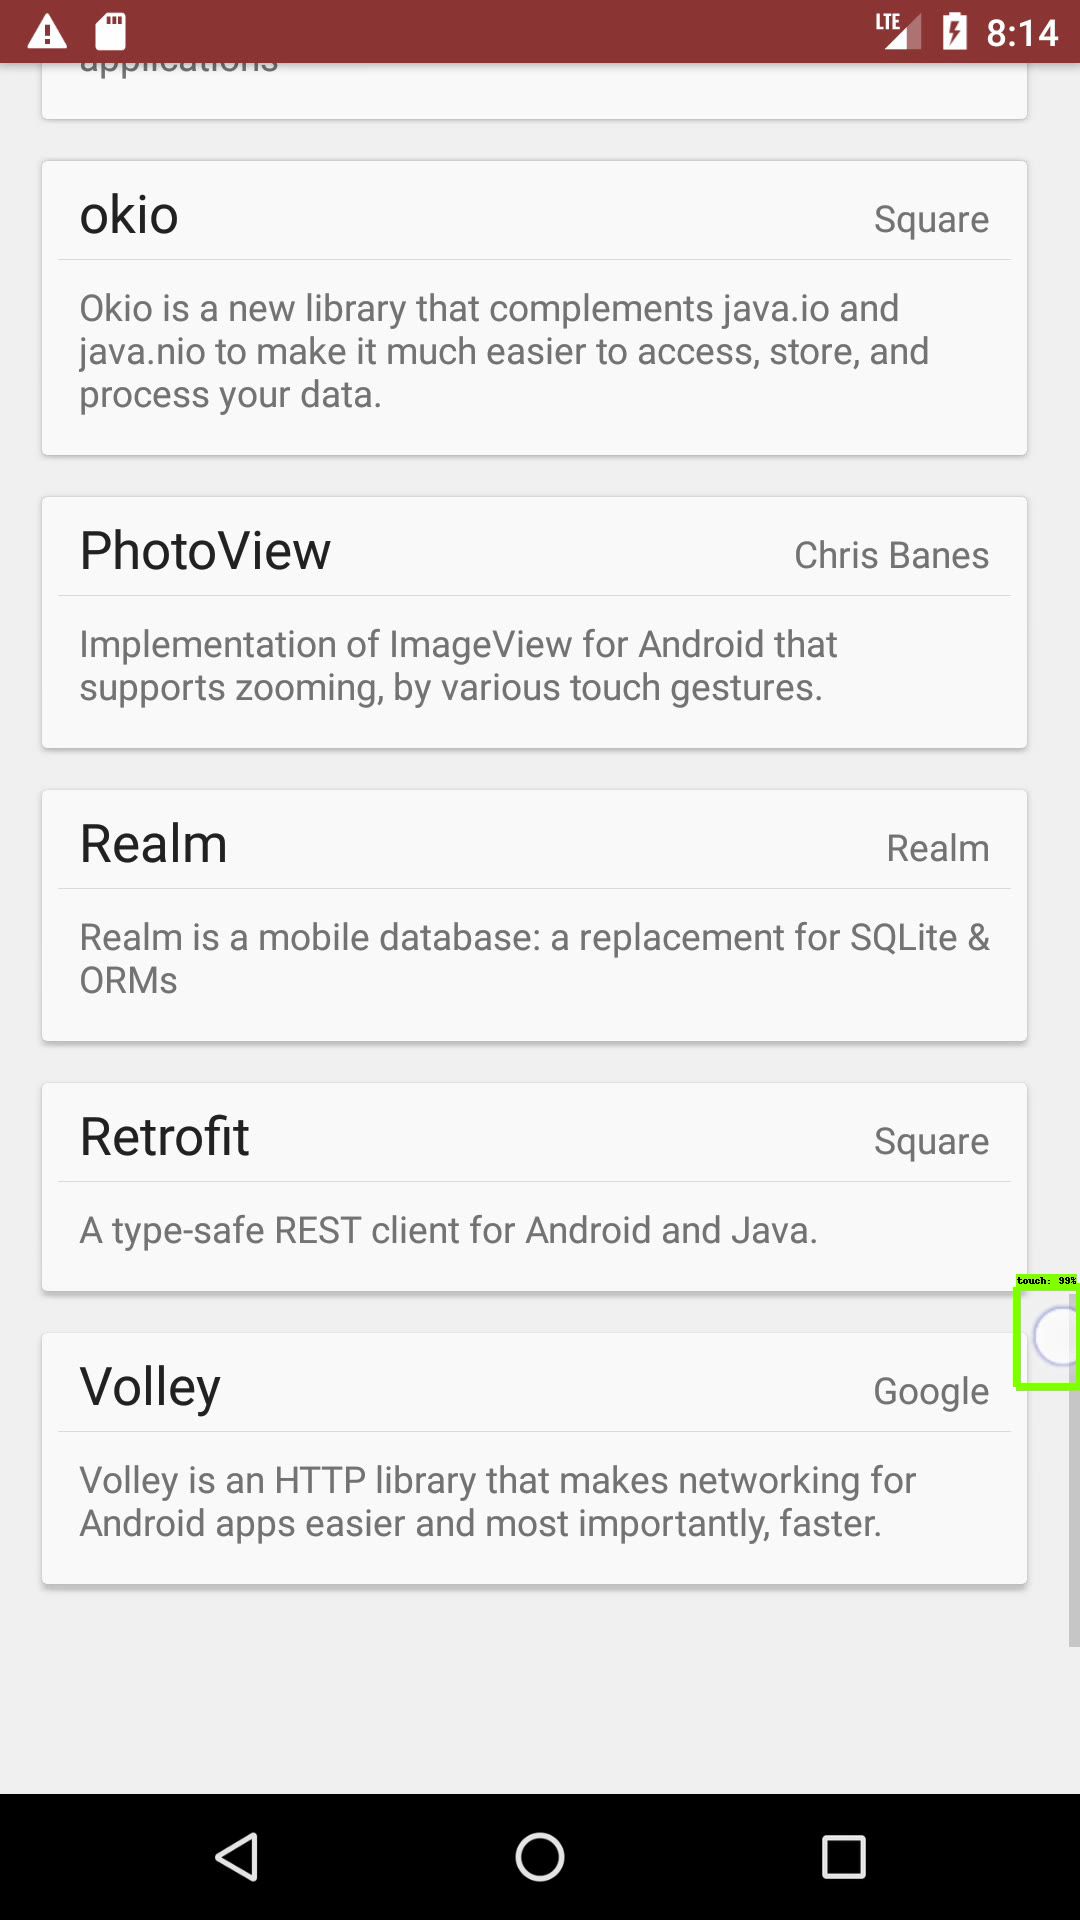 LTE 8:14
applications
okio Square
Okio is a new library that complements java.io and
java.nio to make it much easier to access, store, and
process your data.
PhotoView Chris Banes
Implementation of ImageView for Android that
supports zooming, by various touch gestures.
Realm Realm
Realm is a mobile database: a replacement for SQLite &
ORMs
Retrofit Square
A type-safe REST client for Android and Java.
touch: 99%
Volley Google
Volley is an HTTP library that makes networking for
Android apps easier and most importantly, faster.